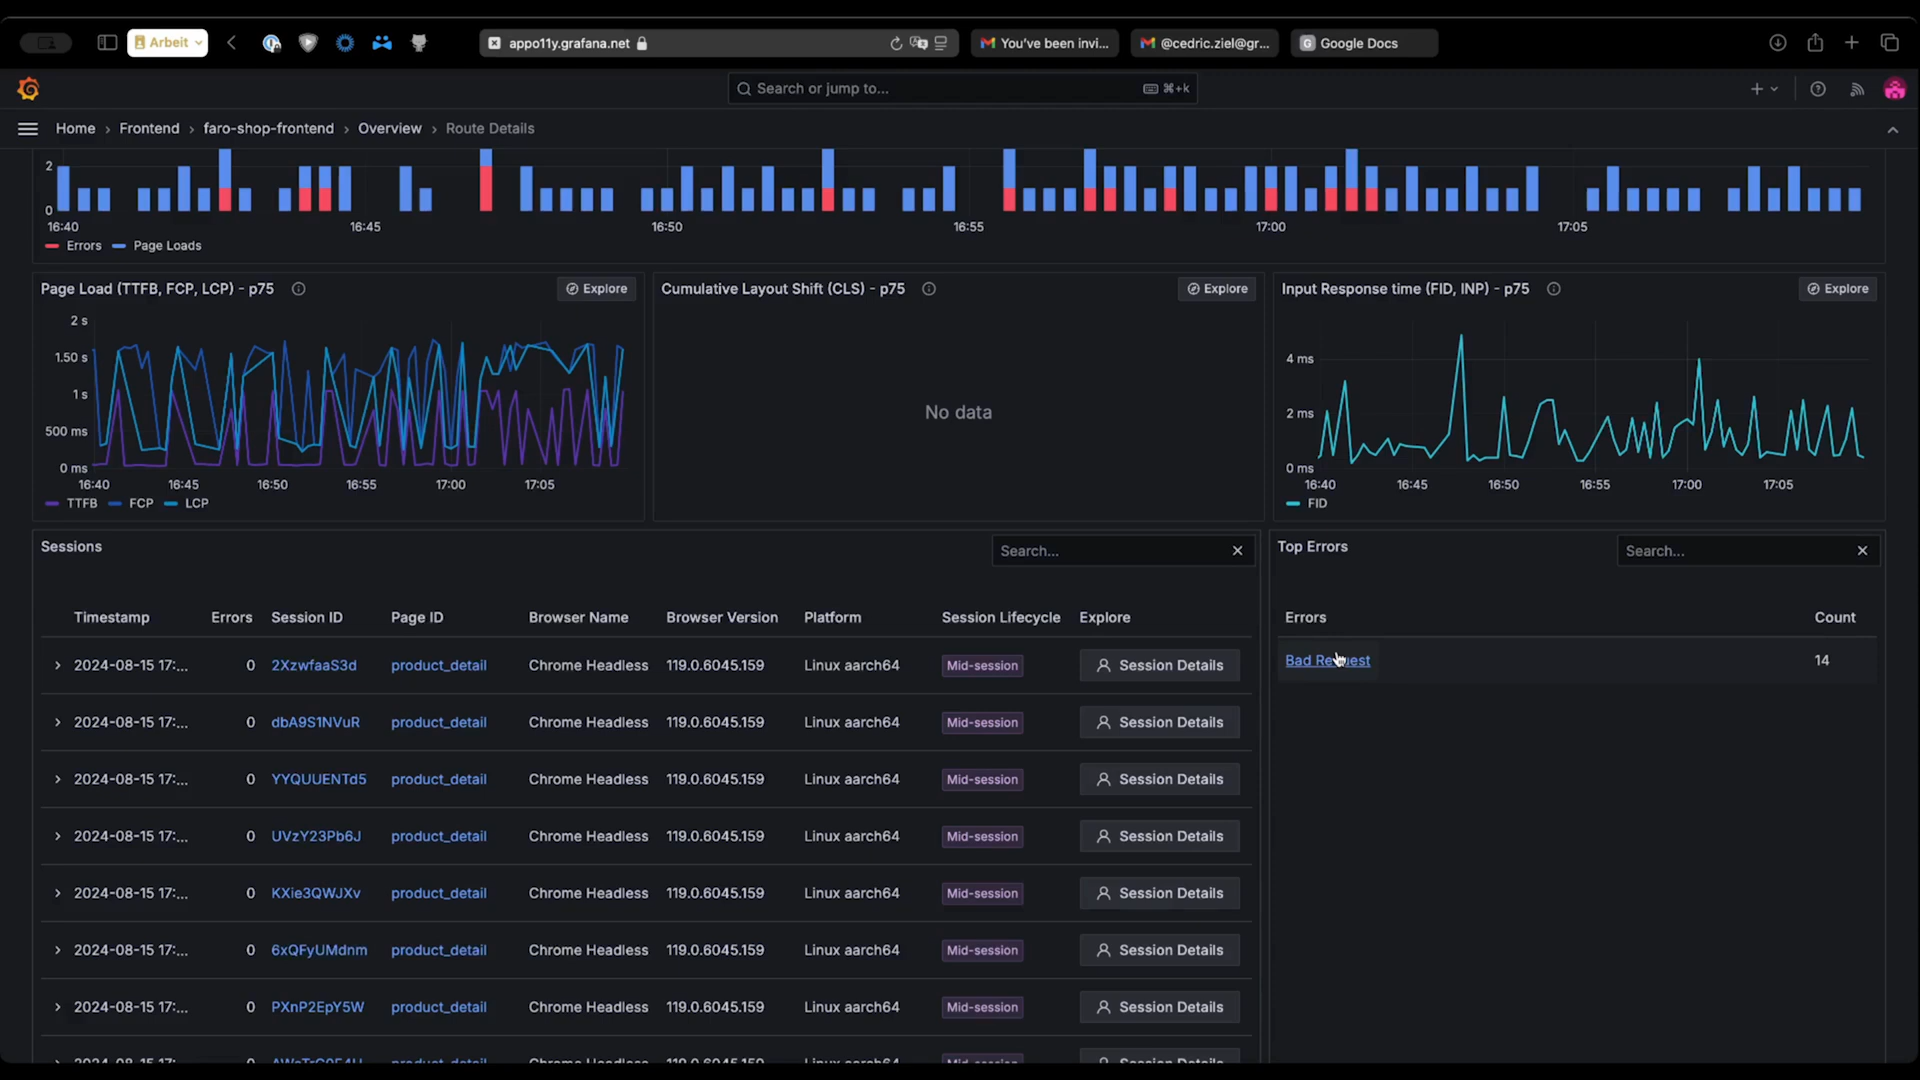 Arbeit
appo11y.grafana.net
You've been invi...
@cedric.ziel@gr...
G Google Docs
Search or jump to...
⌘+k
Home › Frontend › faro-shop-frontend › Overview › Route Details
2
0
16:40 16:45 16:50 16:55 17:00 17:05
Errors Page Loads
Page Load (TTFB, FCP, LCP) - p75
Explore
2 s
1.50 s
1 s
500 ms
0 ms
16:40 16:45 16:50 16:55 17:00 17:05
TTFB FCP LCP
Cumulative Layout Shift (CLS) - p75
Explore
No data
Input Response time (FID, INP) - p75
Explore
4 ms
2 ms
0 ms
16:40 16:45 16:50 16:55 17:00 17:05
FID
Sessions
Search...
Timestamp Errors Session ID Page ID Browser Name Browser Version Platform Session Lifecycle Explore
2024-08-15 17:... 0 2XzwfaaS3d product_detail Chrome Headless 119.0.6045.159 Linux aarch64 Mid-session Session Details
2024-08-15 17:... 0 dbA9S1NVuR product_detail Chrome Headless 119.0.6045.159 Linux aarch64 Mid-session Session Details
2024-08-15 17:... 0 YYQUUENTd5 product_detail Chrome Headless 119.0.6045.159 Linux aarch64 Mid-session Session Details
2024-08-15 17:... 0 UVzY23Pb6J product_detail Chrome Headless 119.0.6045.159 Linux aarch64 Mid-session Session Details
2024-08-15 17:... 0 KXie3QWJXv product_detail Chrome Headless 119.0.6045.159 Linux aarch64 Mid-session Session Details
2024-08-15 17:... 0 6xQFyUMdnm product_detail Chrome Headless 119.0.6045.159 Linux aarch64 Mid-session Session Details
2024-08-15 17:... 0 PXnP2EpY5W product_detail Chrome Headless 119.0.6045.159 Linux aarch64 Mid-session Session Details
Top Errors
Search...
Errors Count
Bad Request 14